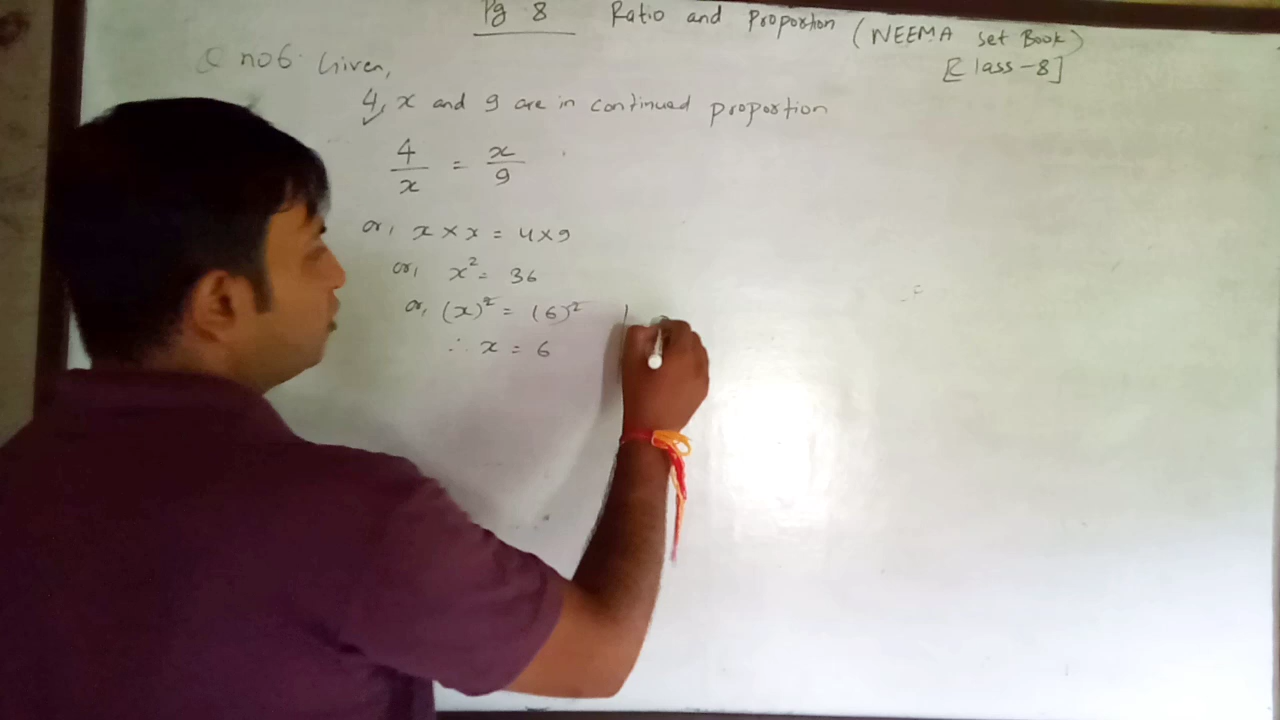 Pg 8 Ratio and Proportion (NEEMA set Book)
[Class-8]
Q no6. Given,
4, x and 9 are in continued proportion
4/x = x/9
or, x × x = 4×9
or, x² = 36
or, (x)² = (6)²
∴ x = 6